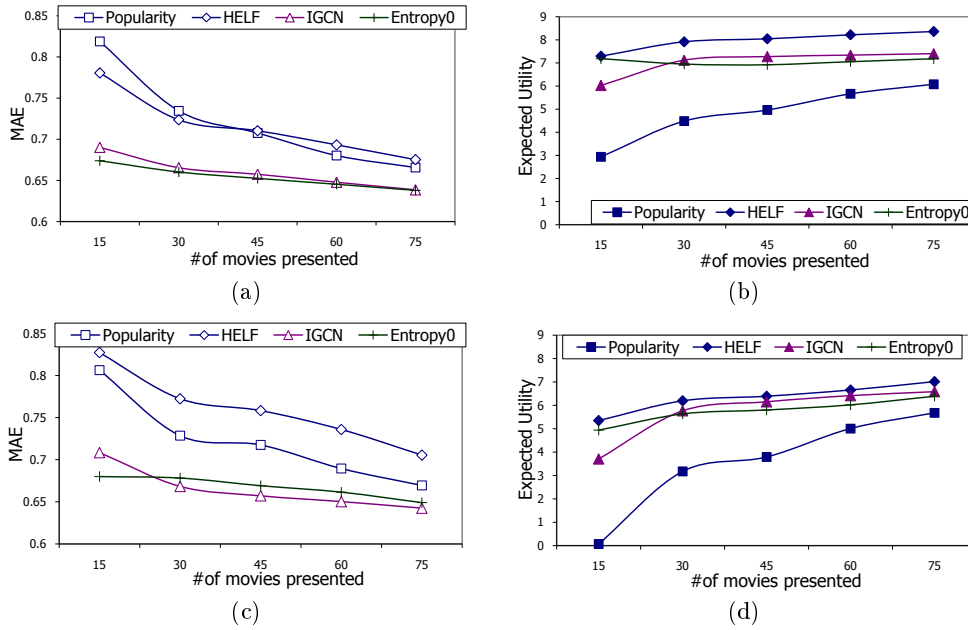 0.85
0.8
0.75
0.7
0.65
0.6
MAE
Popularity HELF IGCN Entropy0
15 30 45 60 75
#of movies presented
(a)
9
8
7
6
5
4
3
2
1
0
Expected Utility
Popularity HELF IGCN Entropy0
15 30 45 60 75
#of movies presented
(b)
0.85
0.8
0.75
0.7
0.65
0.6
MAE
Popularity HELF IGCN Entropy0
15 30 45 60 75
#of movies presented
(c)
9
8
7
6
5
4
3
2
1
0
Expected Utility
Popularity HELF IGCN Entropy0
15 30 45 60 75
#of movies presented
(d)